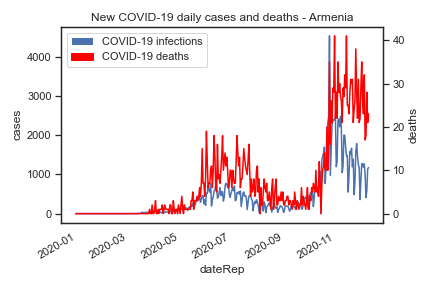 New COVID-19 daily cases and deaths - Armenia
COVID-19 infections
COVID-19 deaths
cases
4000
3000
2000
1000
0
deaths
40
30
20
10
0
2020-01
2020-03
2020-05
2020-07
2020-09
2020-11
dateRep